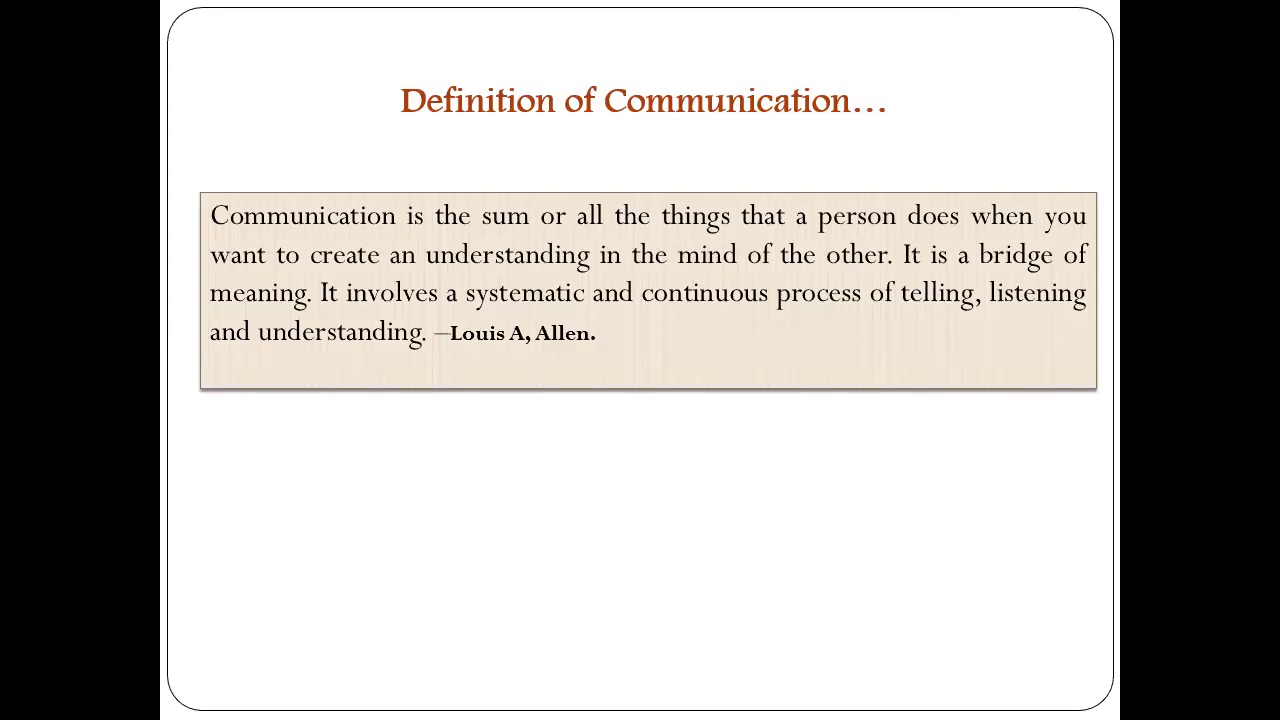 Definition of Communication...
Communication is the sum or all the things that a person does when you
want to create an understanding in the mind of the other. It is a bridge of
meaning. It involves a systematic and continuous process of telling, listening
and understanding. –Louis A, Allen.